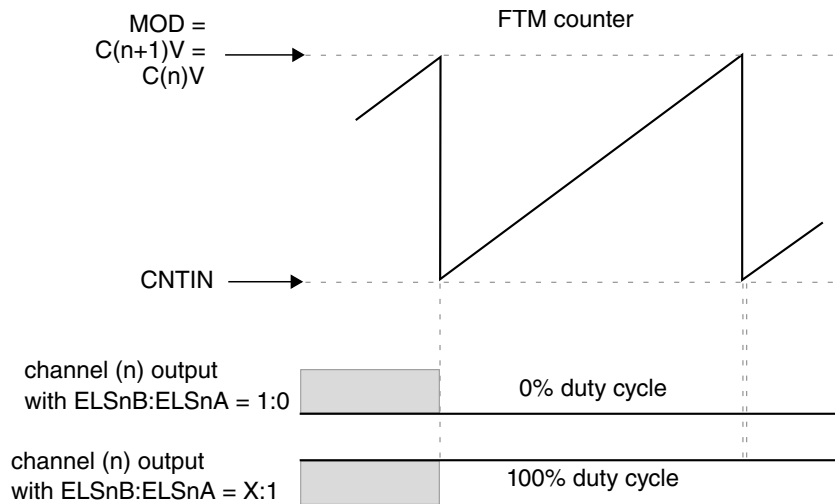 FTM counter
MOD =
C(n+1)V =
C(n)V
CNTIN
channel (n) output
with ELSnB:ELSnA = 1:0
0% duty cycle
channel (n) output
with ELSnB:ELSnA = X:1
100% duty cycle